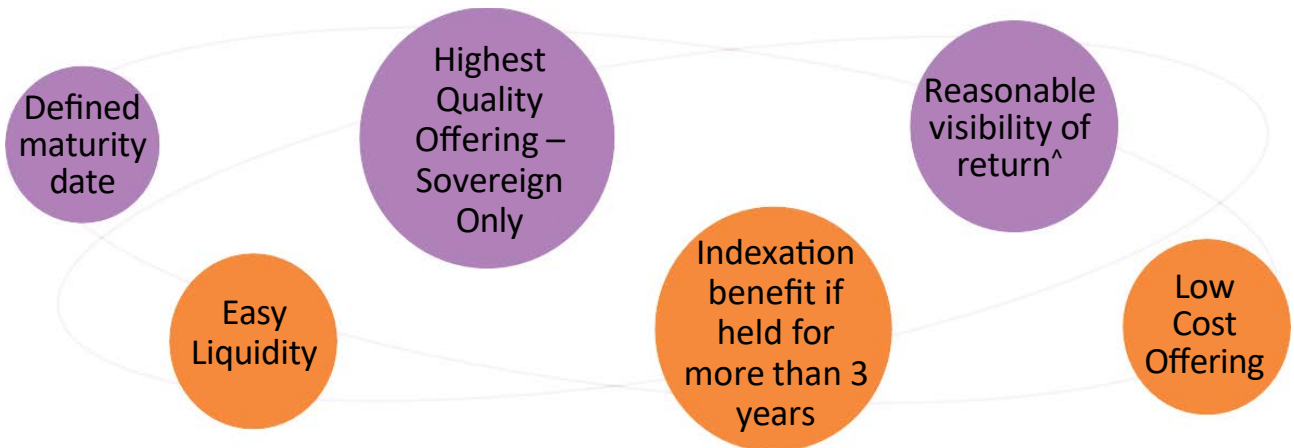 Defined
maturity
date
Highest
Quality
Offering –
Sovereign
Only
Reasonable
visibility of
return^
Easy
Liquidity
Indexation
benefit if
held for
more than 3
years
Low
Cost
Offering